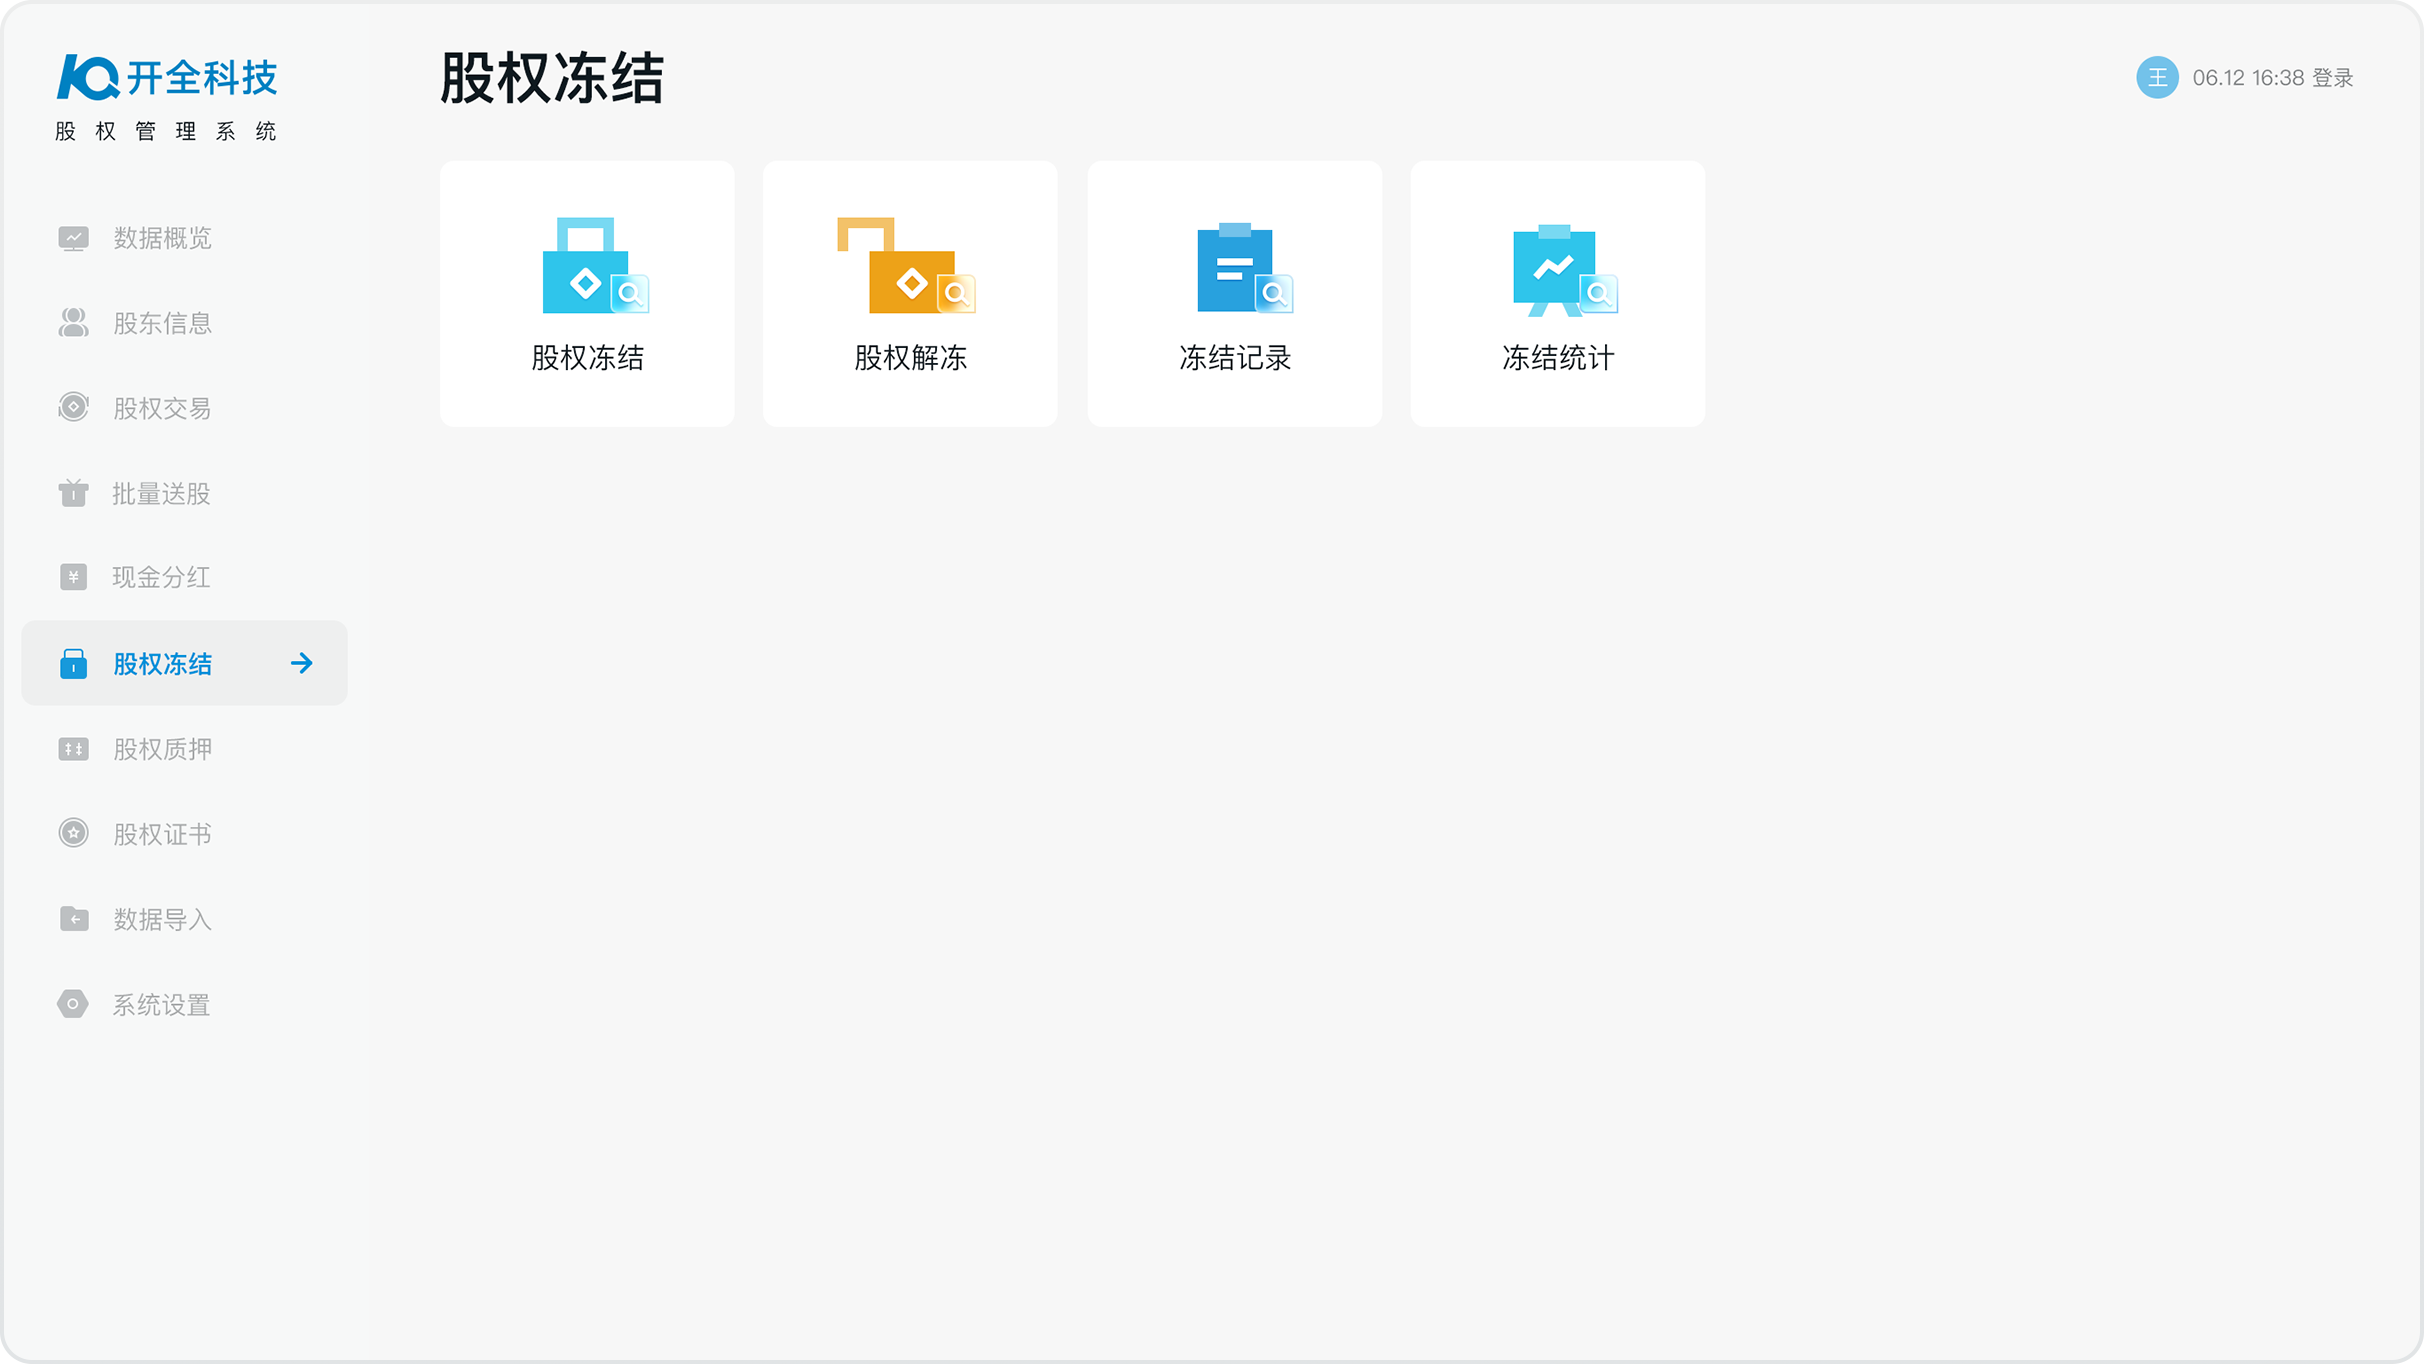 开全科技
股权管理系统
数据概览
股东信息
股权交易
批量送股
现金分红
股权冻结
股权质押
股权证书
数据导入
系统设置
股权冻结
王 06.12 16:38 登录
股权冻结
股权解冻
冻结记录
冻结统计